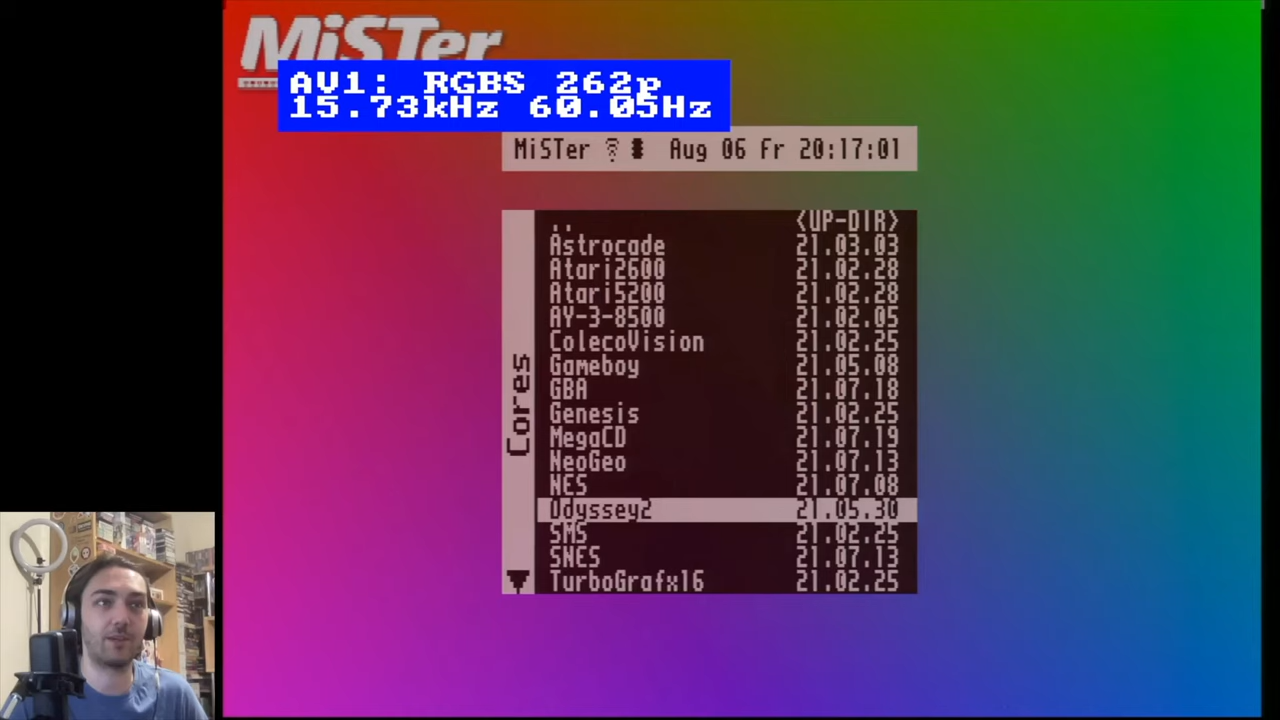 MiSTer
AV1: RGBS 262p
15.73kHz 60.05Hz
MiSTer Aug 06 Fr 20:17:01
Cores
.. <UP-DIR>
Astrocade 21.03.03
Atari2600 21.02.28
Atari5200 21.02.28
AY-3-8500 21.02.05
ColecoVision 21.02.25
Gameboy 21.05.08
GBA 21.07.18
Genesis 21.02.25
MegaCD 21.07.19
NeoGeo 21.07.13
NES 21.07.08
Odyssey2 21.05.30
SMS 21.02.25
SNES 21.07.13
TurboGrafx16 21.02.25